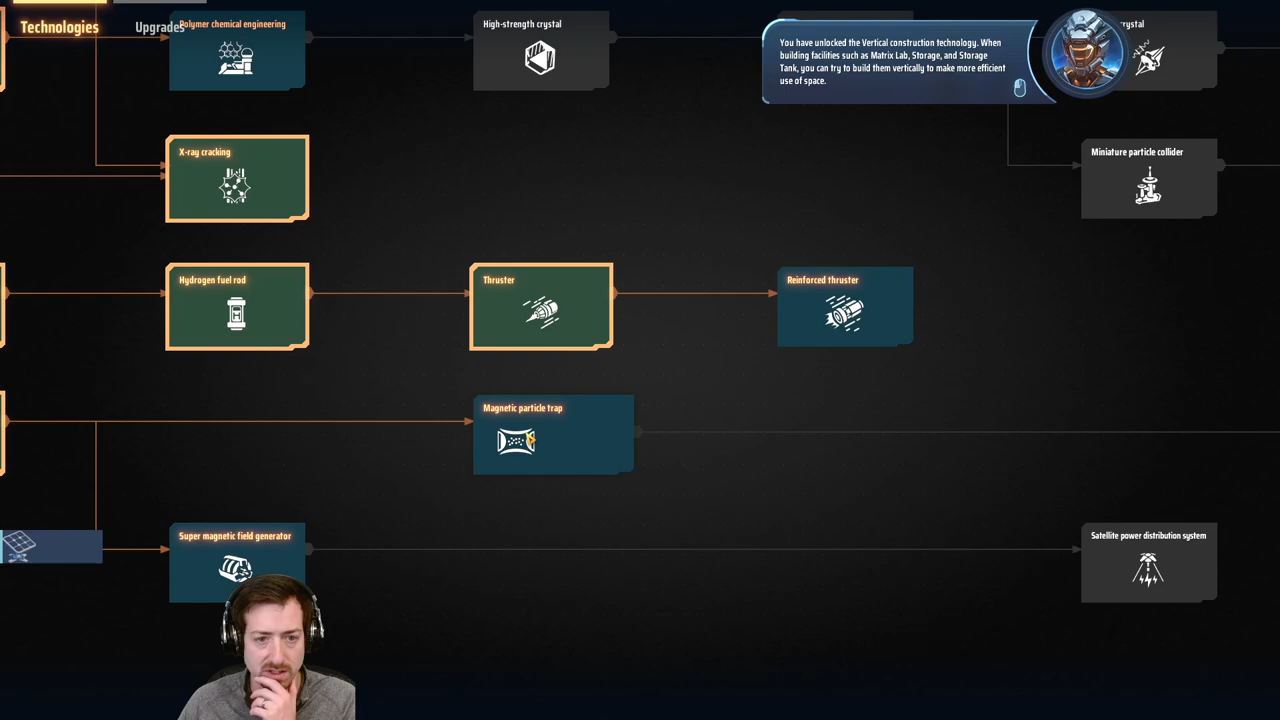 Technologies
Upgrades
Polymer chemical engineering
High-strength crystal
You have unlocked the Vertical construction technology. When
building facilities such as Matrix Lab, Storage, and Storage
Tank, you can try to build them vertically to make more efficient
use of space.
crystal
X-ray cracking
Miniature particle collider
Hydrogen fuel rod
Thruster
Reinforced thruster
Magnetic particle trap
Super magnetic field generator
Satellite power distribution system